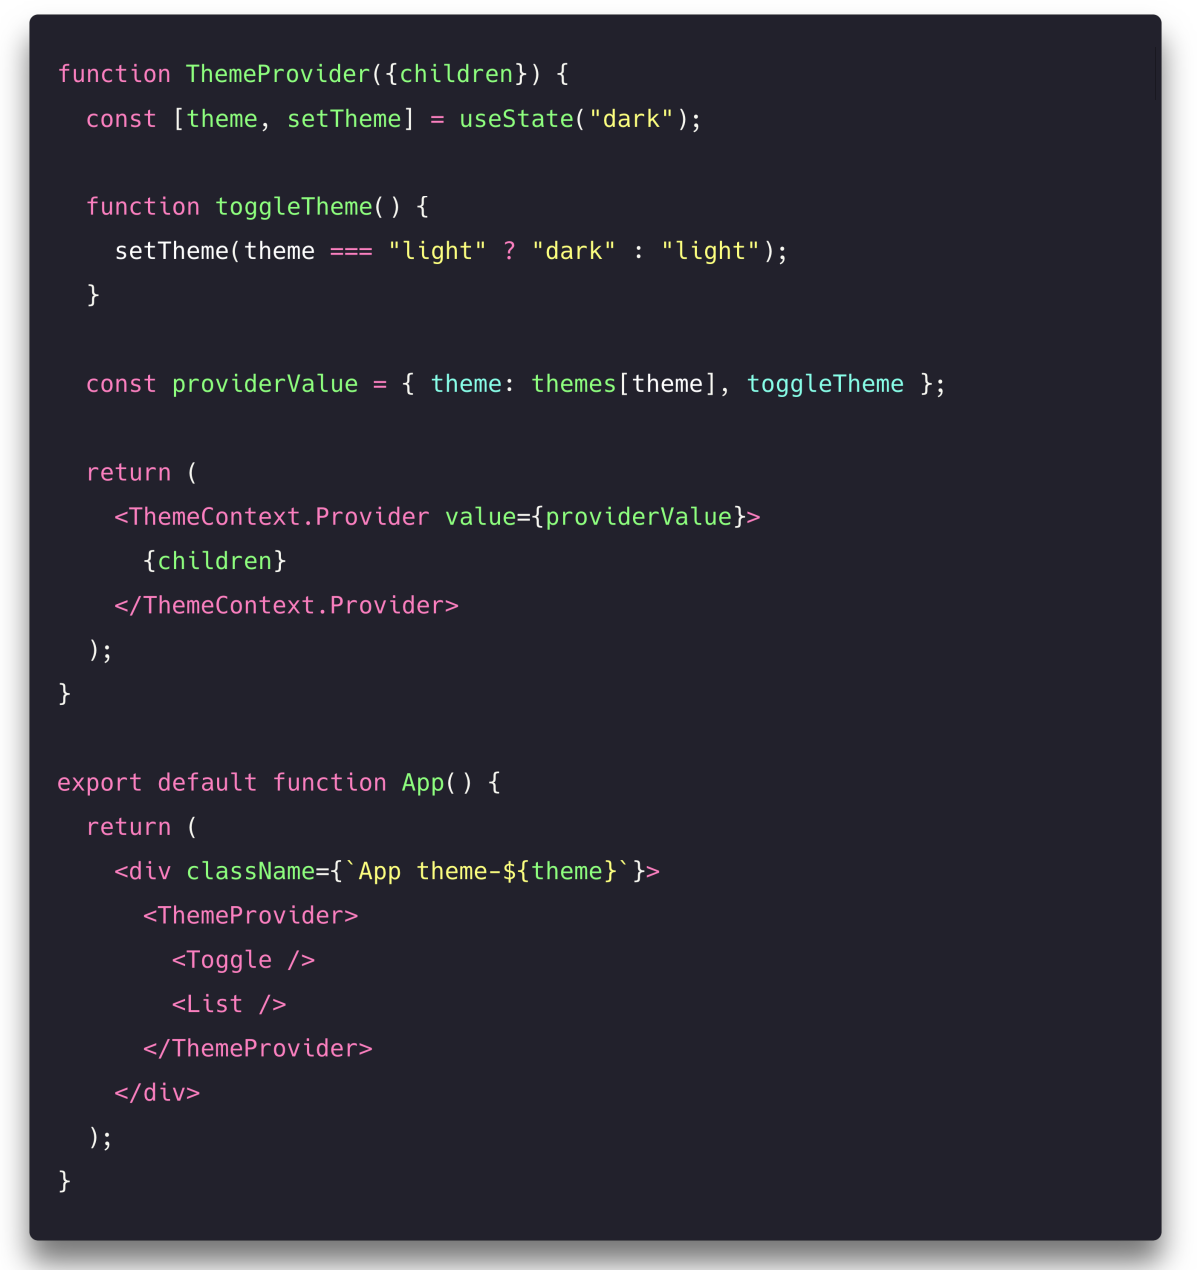 function ThemeProvider({children}) {
  const [theme, setTheme] = useState("dark");

  function toggleTheme() {
    setTheme(theme === "light" ? "dark" : "light");
  }

  const providerValue = { theme: themes[theme], toggleTheme };

  return (
    <ThemeContext.Provider value={providerValue}>
      {children}
    </ThemeContext.Provider>
  );
}

export default function App() {
  return (
    <div className={`App theme-${theme}`}>
      <ThemeProvider>
        <Toggle />
        <List />
      </ThemeProvider>
    </div>
  );
}